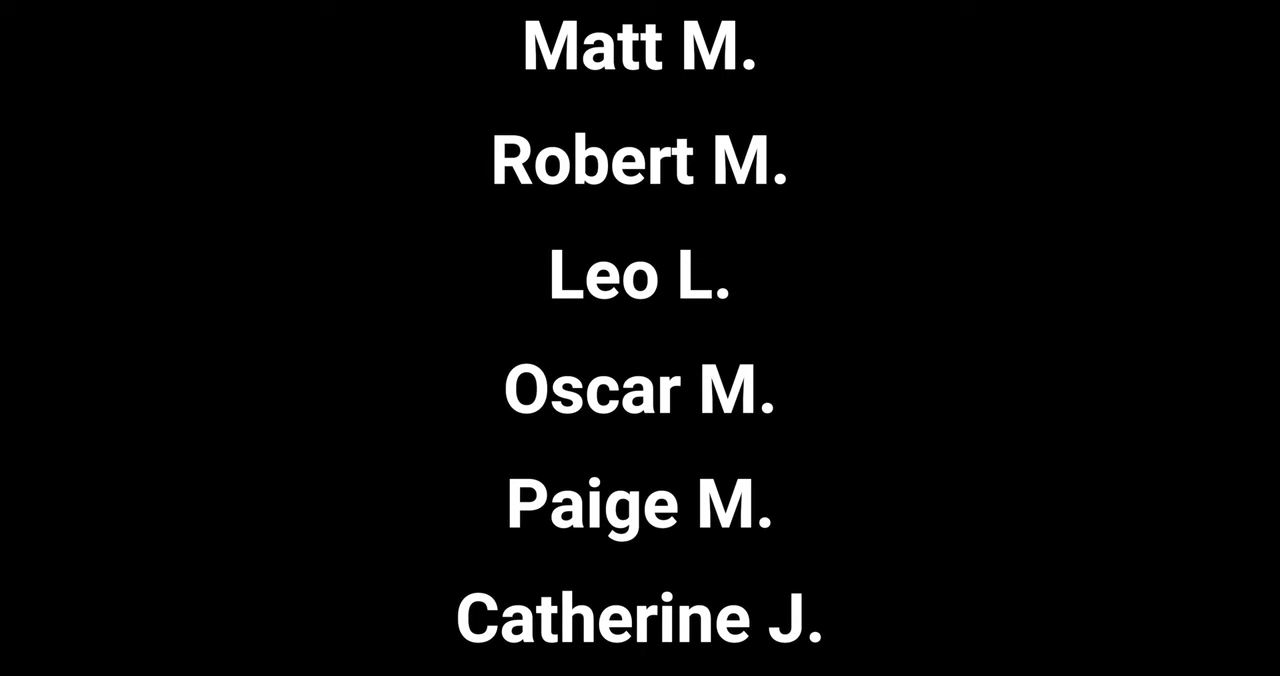 Matt M.
Robert M.
Leo L.
Oscar M.
Paige M.
Catherine J.